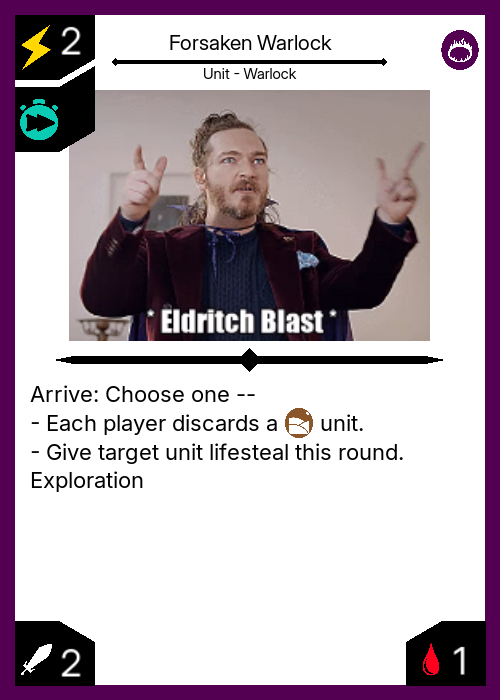 2
Forsaken Warlock
Unit - Warlock
* Eldritch Blast *
Arrive: Choose one --
- Each player discards a unit.
- Give target unit lifesteal this round.
Exploration
2
1